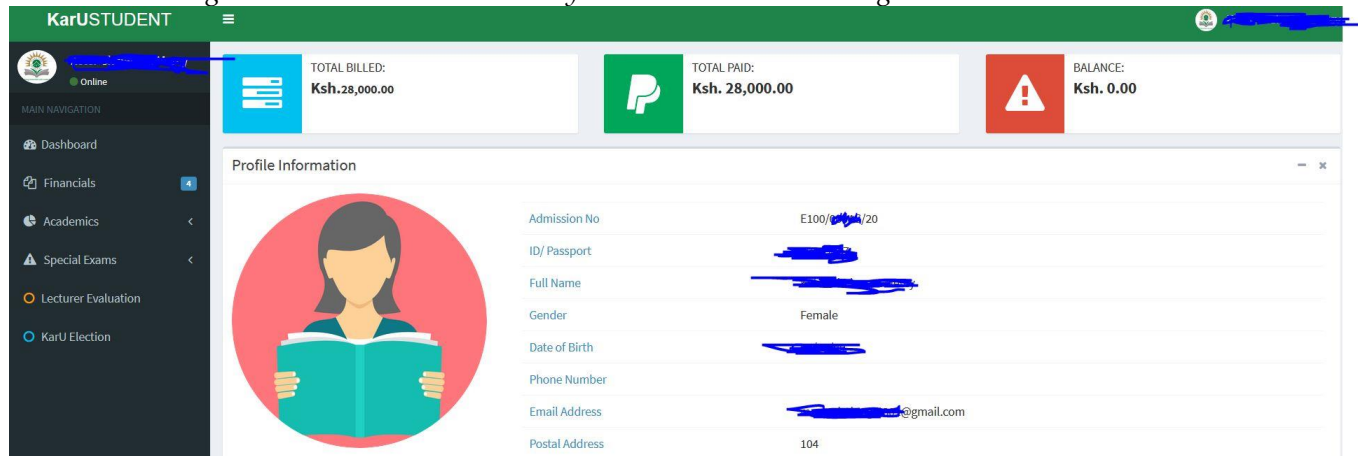 KarUSTUDENT
Online
MAIN NAVIGATION
Dashboard
Financials 4
Academics
Special Exams
Lecturer Evaluation
KarU Election
TOTAL BILLED:
Ksh.28,000.00
TOTAL PAID:
Ksh. 28,000.00
BALANCE:
Ksh. 0.00
Profile Information
Admission No E100/ /20
ID/ Passport
Full Name
Gender Female
Date of Birth
Phone Number
Email Address @gmail.com
Postal Address 104